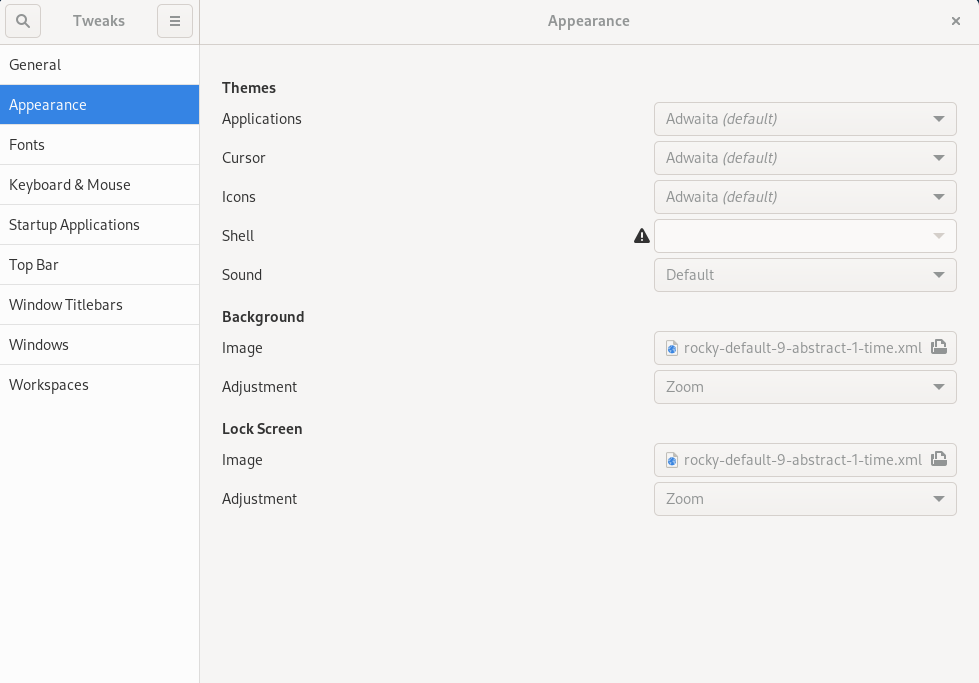 Tweaks
Appearance
General
Appearance
Fonts
Keyboard & Mouse
Startup Applications
Top Bar
Window Titlebars
Windows
Workspaces
Themes
Applications Adwaita (default)
Cursor Adwaita (default)
Icons Adwaita (default)
Shell
Sound Default
Background
Image rocky-default-9-abstract-1-time.xml
Adjustment Zoom
Lock Screen
Image rocky-default-9-abstract-1-time.xml
Adjustment Zoom